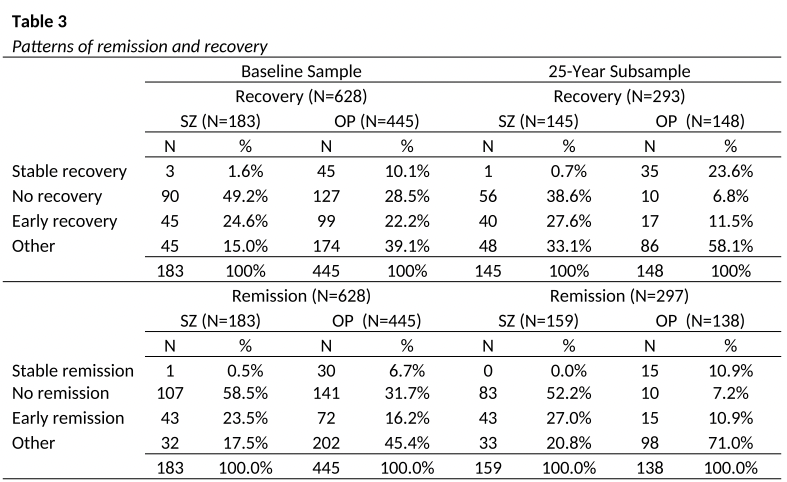 Table 3
Patterns of remission and recovery
Baseline Sample 25-Year Subsample
Recovery (N=628) Recovery (N=293)
SZ (N=183) OP (N=445) SZ (N=145) OP (N=148)
N % N % N % N %
Stable recovery 3 1.6% 45 10.1% 1 0.7% 35 23.6%
No recovery 90 49.2% 127 28.5% 56 38.6% 10 6.8%
Early recovery 45 24.6% 99 22.2% 40 27.6% 17 11.5%
Other 45 15.0% 174 39.1% 48 33.1% 86 58.1%
183 100% 445 100% 145 100% 148 100%
Remission (N=628) Remission (N=297)
SZ (N=183) OP (N=445) SZ (N=159) OP (N=138)
N % N % N % N %
Stable remission 1 0.5% 30 6.7% 0 0.0% 15 10.9%
No remission 107 58.5% 141 31.7% 83 52.2% 10 7.2%
Early remission 43 23.5% 72 16.2% 43 27.0% 15 10.9%
Other 32 17.5% 202 45.4% 33 20.8% 98 71.0%
183 100.0% 445 100.0% 159 100.0% 138 100.0%